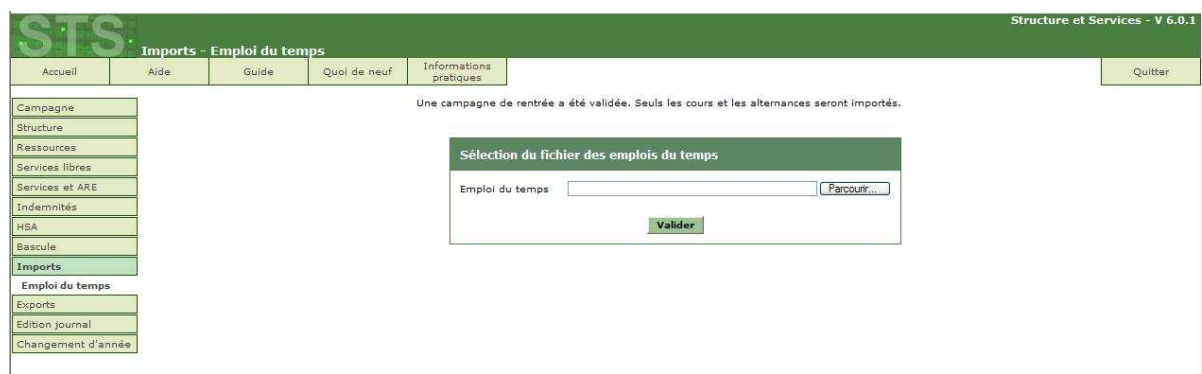 Structure et Services - V 6.0.1
STS
Imports - Emploi du temps
Accueil
Aide
Guide
Quoi de neuf
Informations
pratiques
Quitter
Une campagne de rentrée a été validée. Seuls les cours et les alternances seront importés.
Campagne
Structure
Ressources
Services libres
Services et ARE
Indemnités
HSA
Bascule
Imports
Emploi du temps
Exports
Edition journal
Changement d'année
Sélection du fichier des emplois du temps
Emploi du temps
Parcourir...
Valider